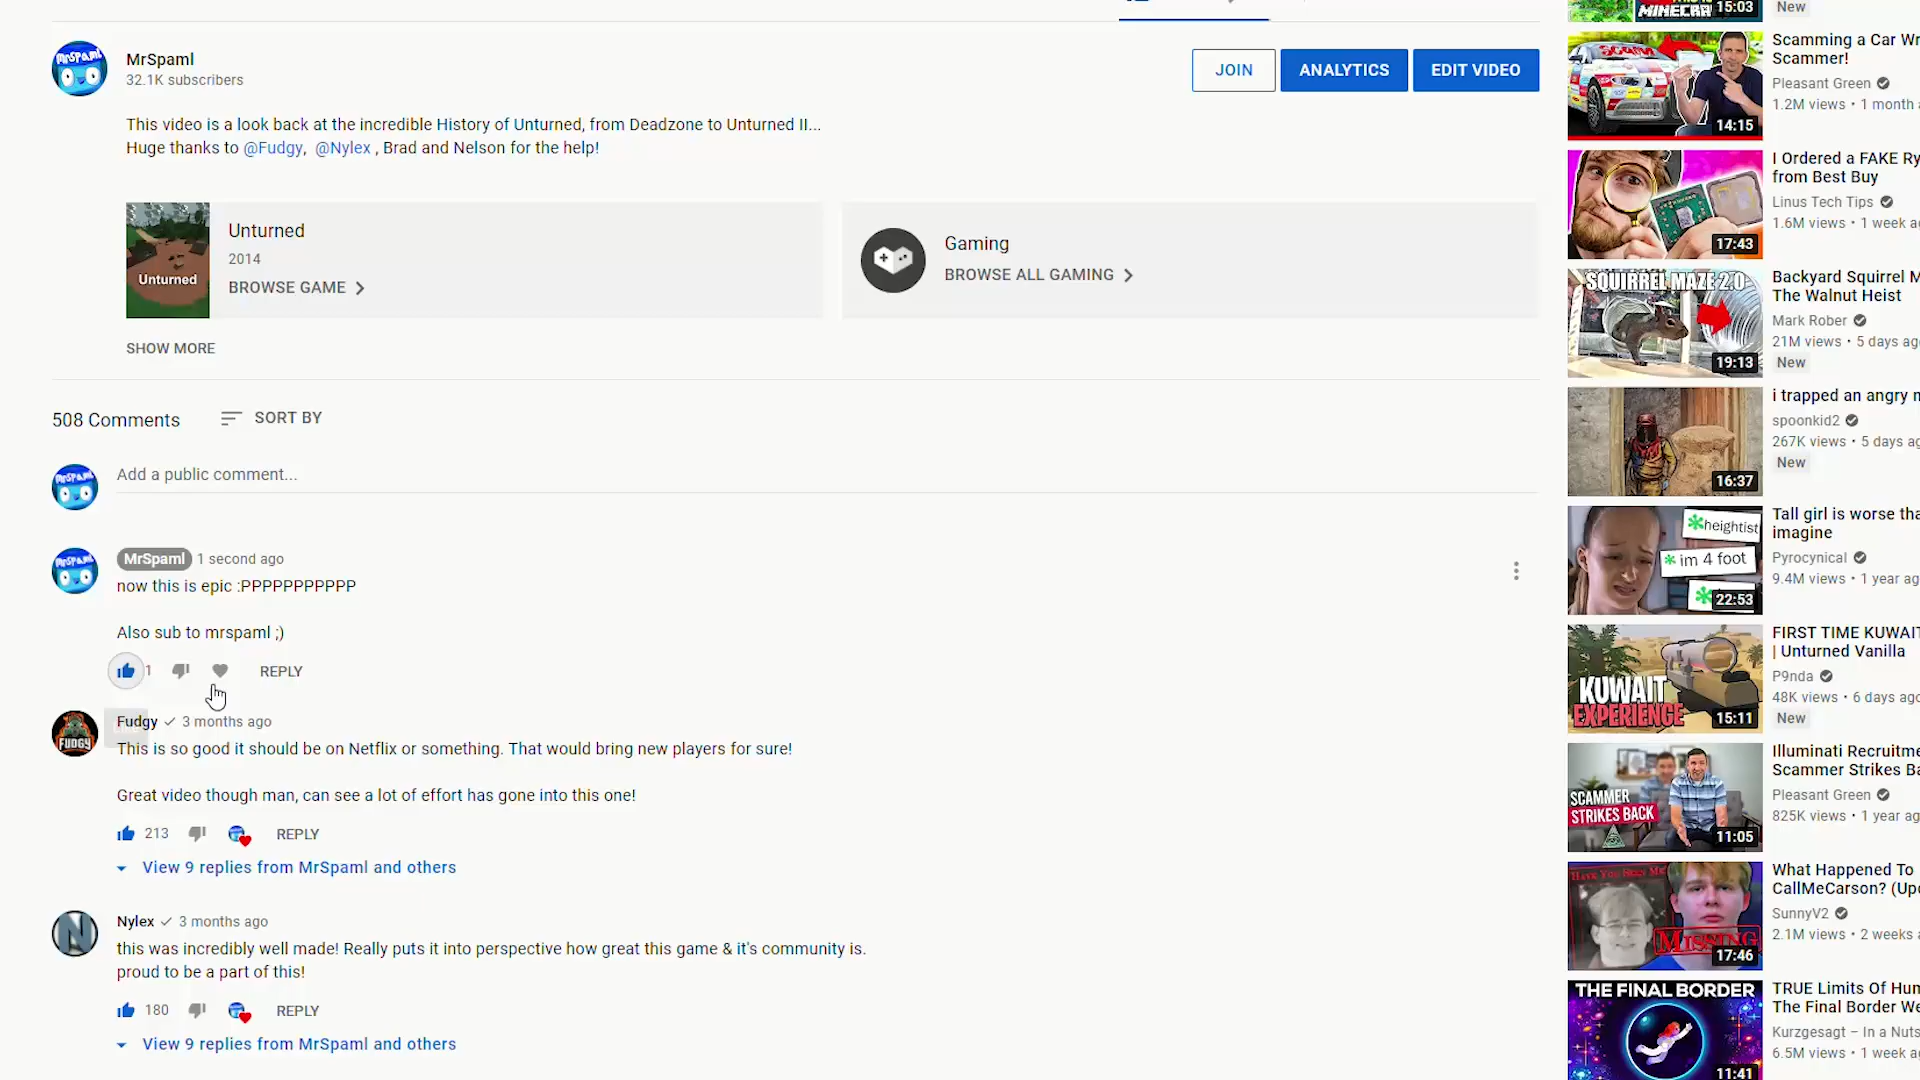 MrSpaml
32.1K subscribers
JOIN
ANALYTICS
EDIT VIDEO
This video is a look back at the incredible History of Unturned, from Deadzone to Unturned II...
Huge thanks to @Fudgy, @Nylex , Brad and Nelson for the help!
Unturned
Unturned
2014
BROWSE GAME
Gaming
BROWSE ALL GAMING
SHOW MORE
508 Comments
SORT BY
Add a public comment...
MrSpaml 1 second ago
now this is epic :PPPPPPPPPPP
Also sub to mrspaml ;)
1
REPLY
Fudgy 3 months ago
This is so good it should be on Netflix or something. That would bring new players for sure!
Great video though man, can see a lot of effort has gone into this one!
213
REPLY
View 9 replies from MrSpaml and others
Nylex 3 months ago
this was incredibly well made! Really puts it into perspective how great this game & it's community is.
proud to be a part of this!
180
REPLY
View 9 replies from MrSpaml and others
15:03
New
SCAM
14:15
Scamming a Car Wr
Scammer!
Pleasant Green
1.2M views • 1 month a
17:43
I Ordered a FAKE Ry
from Best Buy
Linus Tech Tips
1.6M views • 1 week ag
SQUIRREL MAZE 2.0
19:13
Backyard Squirrel M
The Walnut Heist
Mark Rober
21M views • 5 days ag
New
16:37
i trapped an angry m
spoonkid2
267K views • 5 days ag
New
heightist
im 4 foot
22:53
Tall girl is worse tha
imagine
Pyrocynical
9.4M views • 1 year ag
KUWAIT
EXPERIENCE
15:11
FIRST TIME KUWAIT
| Unturned Vanilla
P9nda
48K views • 6 days ago
New
SCAMMER
STRIKES BACK
11:05
Illuminati Recruitme
Scammer Strikes Ba
Pleasant Green
825K views • 1 year ag
Have You Seen Me
MISSING
17:46
What Happened To
CallMeCarson? (Upd
SunnyV2
2.1M views • 2 weeks a
THE FINAL BORDER
11:41
TRUE Limits Of Hum
The Final Border We
Kurzgesagt – In a Nuts
6.5M views • 1 week ag